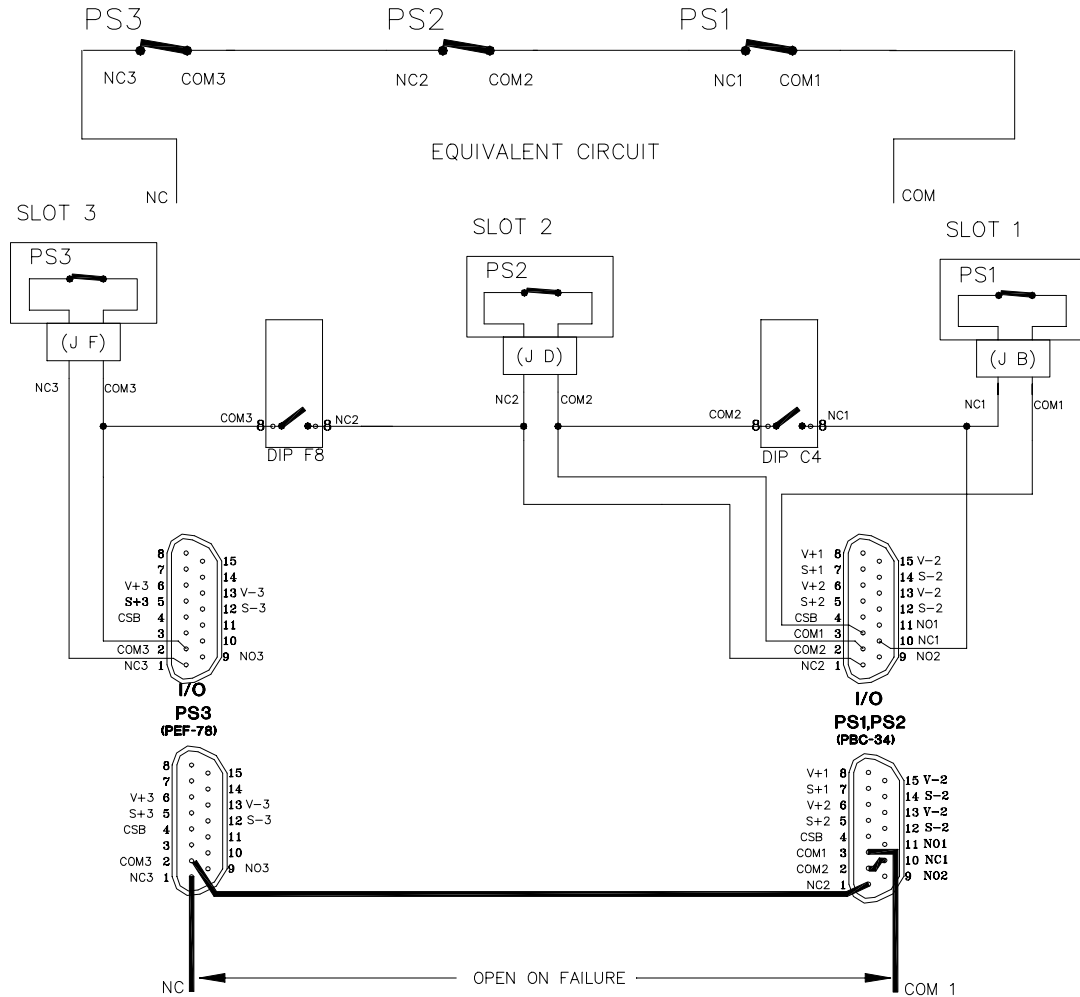 PS3 PS2 PS1
NC3 COM3 NC2 COM2 NC1 COM1
EQUIVALENT CIRCUIT
NC COM
SLOT 3 SLOT 2 SLOT 1
PS3 PS2 PS1
(J F) (J D) (J B)
NC3 COM3 NC2 COM2 NC1 COM1
COM3 8 8 NC2 COM2 8 8 NC1
DIP F8 DIP C4
8
7
V+3 6
S+3 5
CSB 4
3
COM3 2
NC3 1
15
14
13 V-3
12 S-3
11
10
9 NO3
I/O
PS3
(PEF-78)
V+1 8
S+1 7
V+2 6
S+2 5
CSB 4
COM1 3
COM2 2
NC2 1
15 V-2
14 S-2
13 V-2
12 S-2
11 NO1
10 NC1
9 NO2
I/O
PS1,PS2
(PBC-34)
8
7
V+3 6
S+3 5
CSB 4
3
COM3 2
NC3 1
15
14
13 V-3
12 S-3
11
10
9 NO3
V+1 8
S+1 7
V+2 6
S+2 5
CSB 4
COM1 3
COM2 2
NC2 1
15 V-2
14 S-2
13 V-2
12 S-2
11 NO1
10 NC1
9 NO2
NC OPEN ON FAILURE COM 1